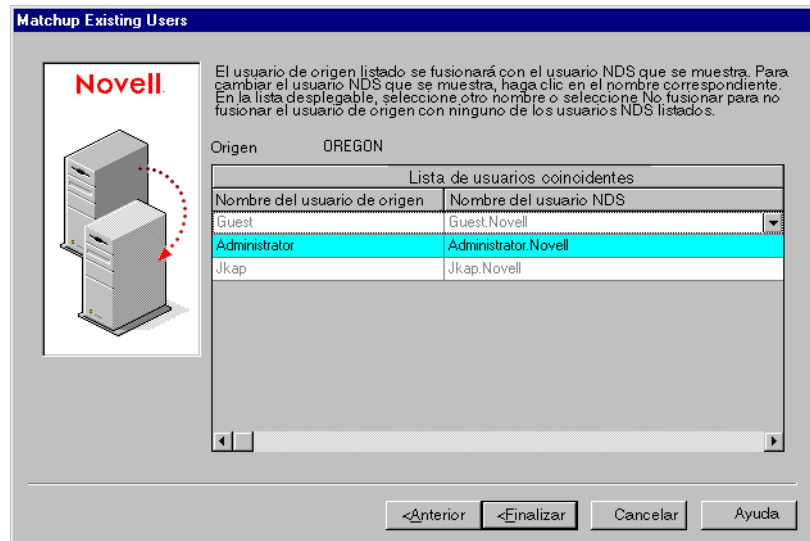 Matchup Existing Users
Novell.
El usuario de origen listado se fusionará con el usuario NDS que se muestra. Para
cambiar el usuario NDS que se muestra, haga clic en el nombre correspondiente.
En la lista desplegable, seleccione otro nombre o seleccione No fusionar para no
fusionar el usuario de origen con ninguno de los usuarios NDS listados.
Origen OREGON
Lista de usuarios coincidentes
Nombre del usuario de origen Nombre del usuario NDS
Guest Guest.Novell
Administrator Administrator.Novell
Jkap Jkap.Novell
<Anterior <Finalizar Cancelar Ayuda